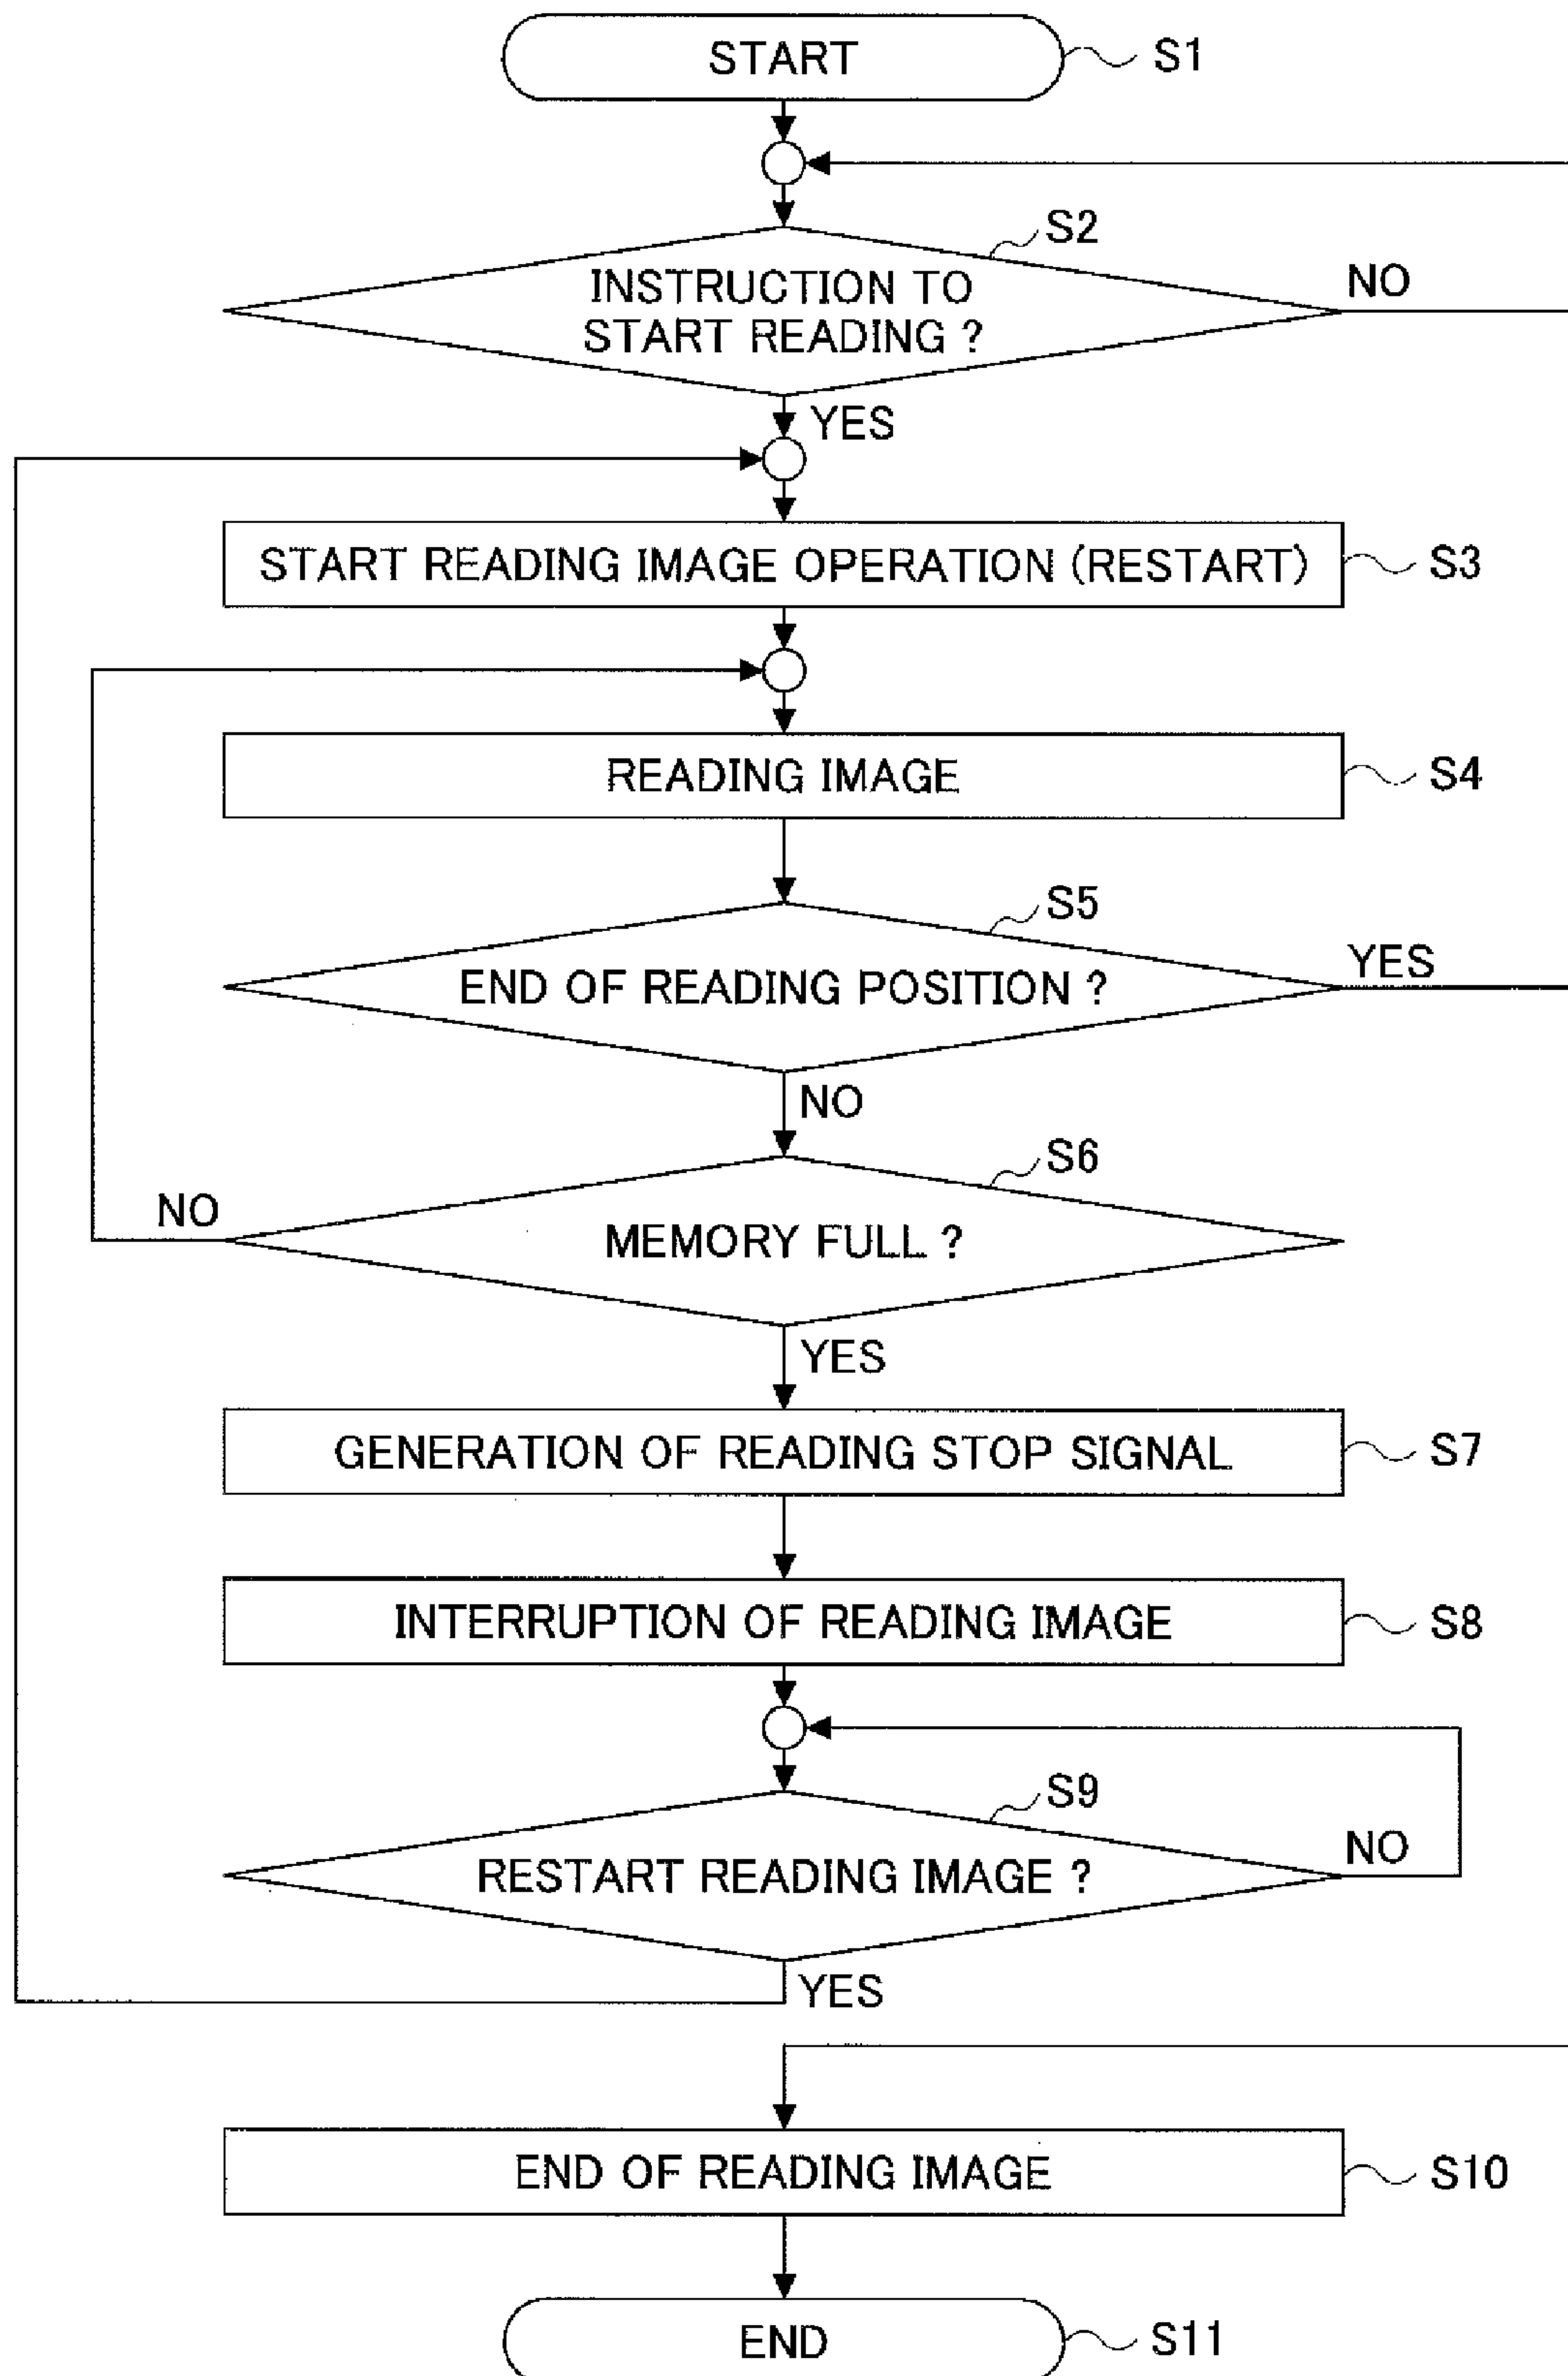 START
S1
S2
INSTRUCTION TO
START READING ?
NO
YES
START READING IMAGE OPERATION (RESTART)
S3
READING IMAGE
S4
S5
END OF READING POSITION ?
YES
NO
S6
MEMORY FULL ?
NO
YES
GENERATION OF READING STOP SIGNAL
S7
INTERRUPTION OF READING IMAGE
S8
S9
RESTART READING IMAGE ?
NO
YES
END OF READING IMAGE
S10
END
S11